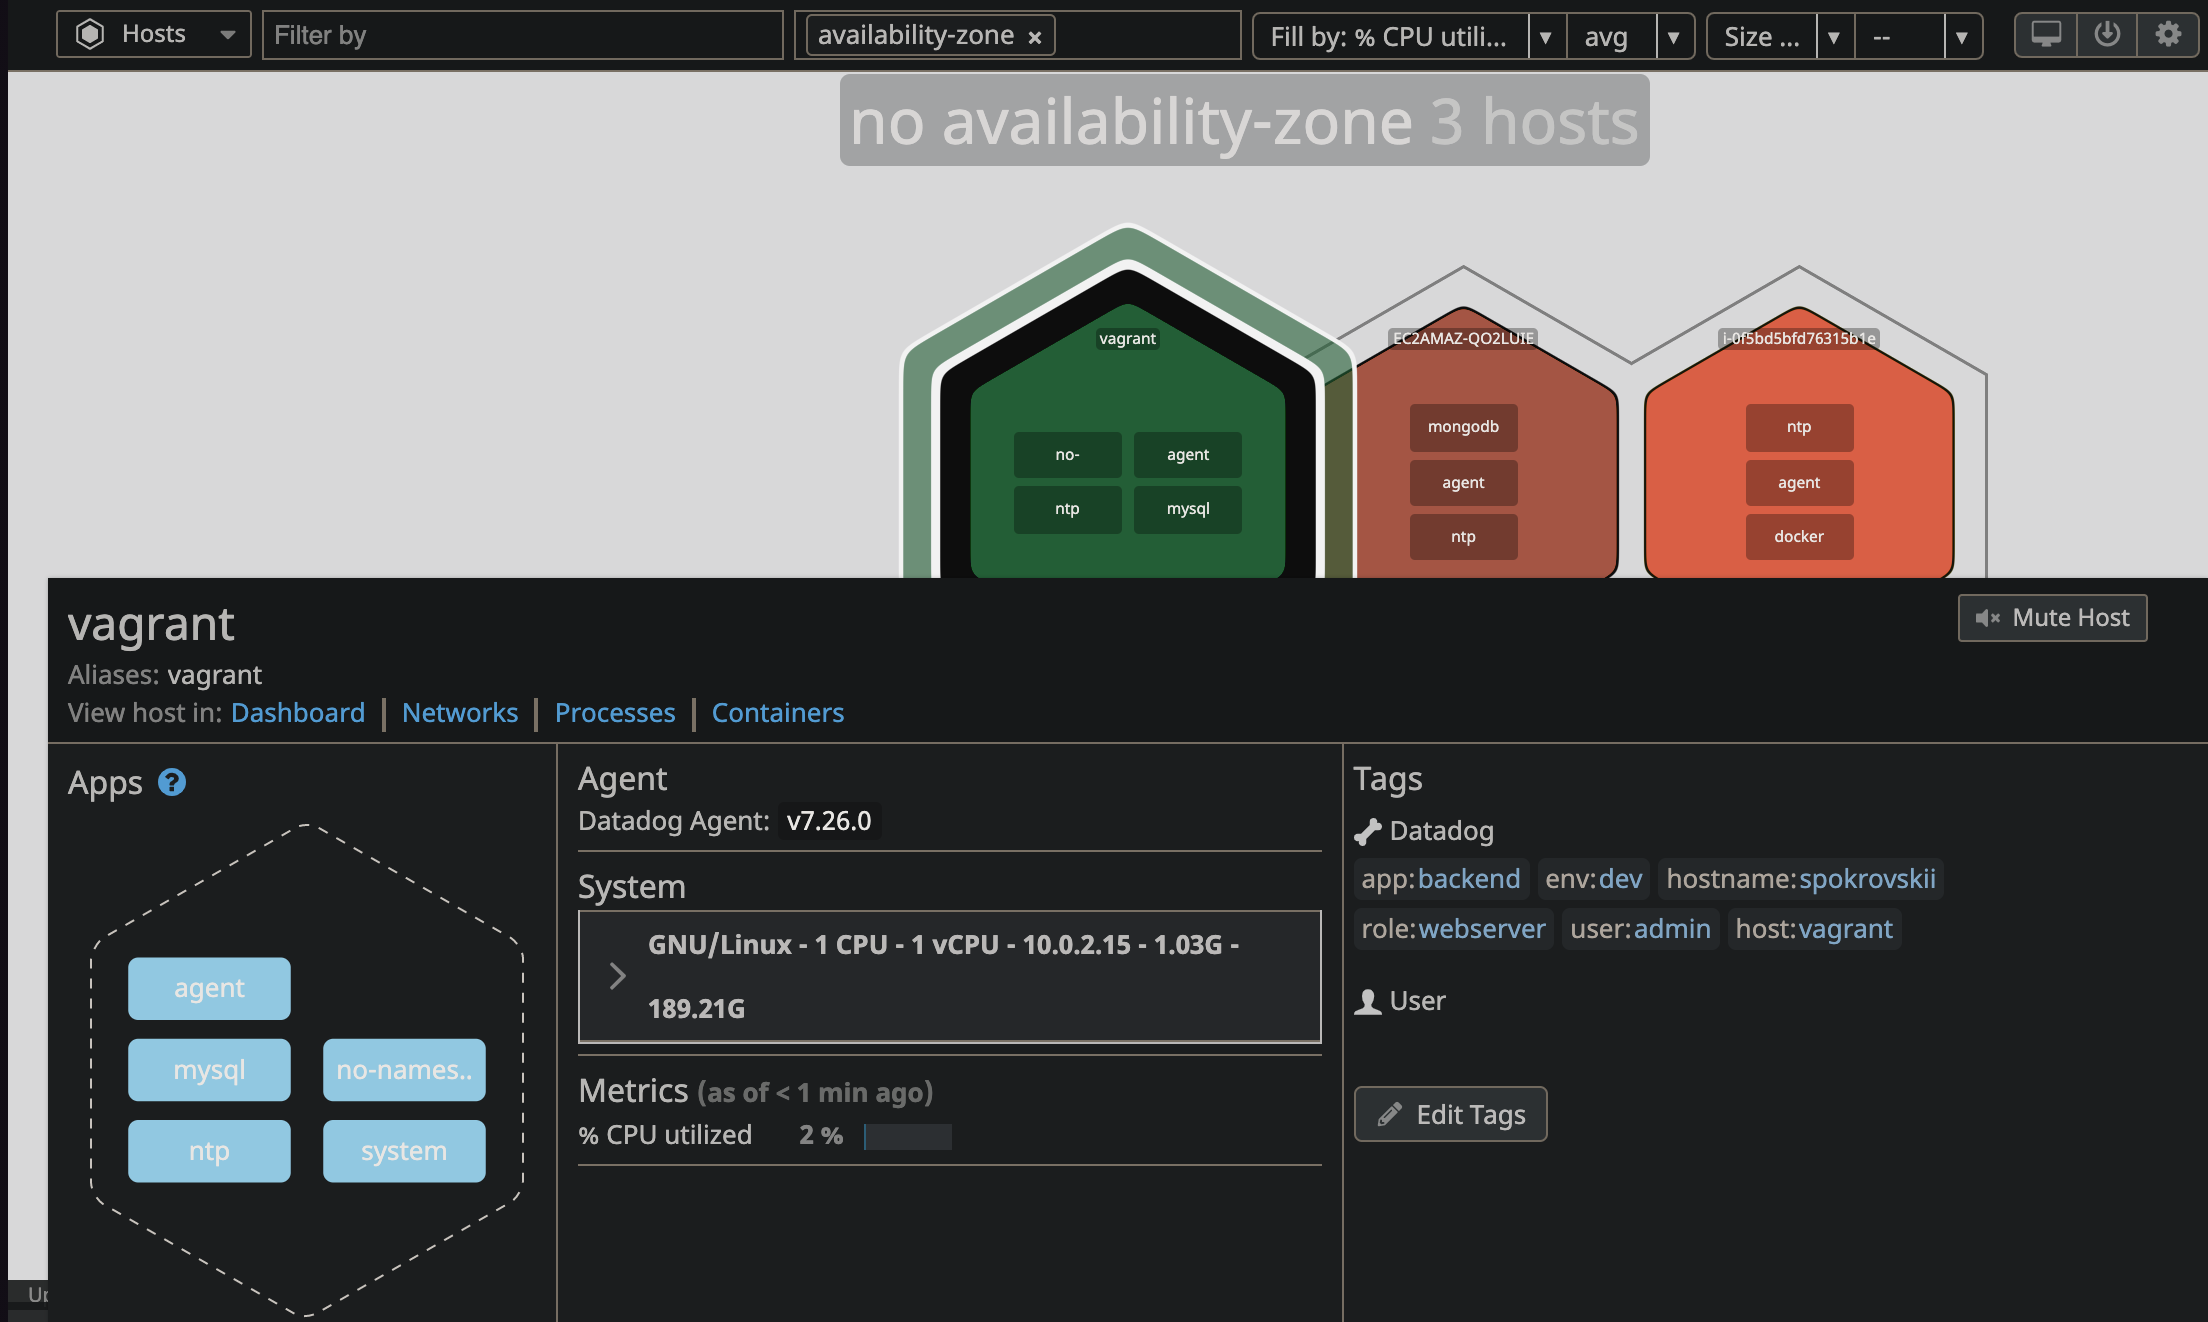 Hosts
Filter by
availability-zone ×
Fill by: % CPU utili...
avg
Size ...
--
no availability-zone 3 hosts
vagrant
no-
agent
ntp
mysql
EC2AMAZ-QO2LUIE
mongodb
agent
ntp
i-0f5bd5bfd76315b1e
ntp
agent
docker
vagrant
Mute Host
Aliases: vagrant
View host in: Dashboard | Networks | Processes | Containers
Apps ?
agent
mysql
no-names..
ntp
system
Agent
Datadog Agent: v7.26.0
System
GNU/Linux - 1 CPU - 1 vCPU - 10.0.2.15 - 1.03G -
189.21G
Metrics (as of < 1 min ago)
% CPU utilized 2 %
Tags
Datadog
app:backend env:dev hostname:spokrovskii
role:webserver user:admin host:vagrant
User
Edit Tags